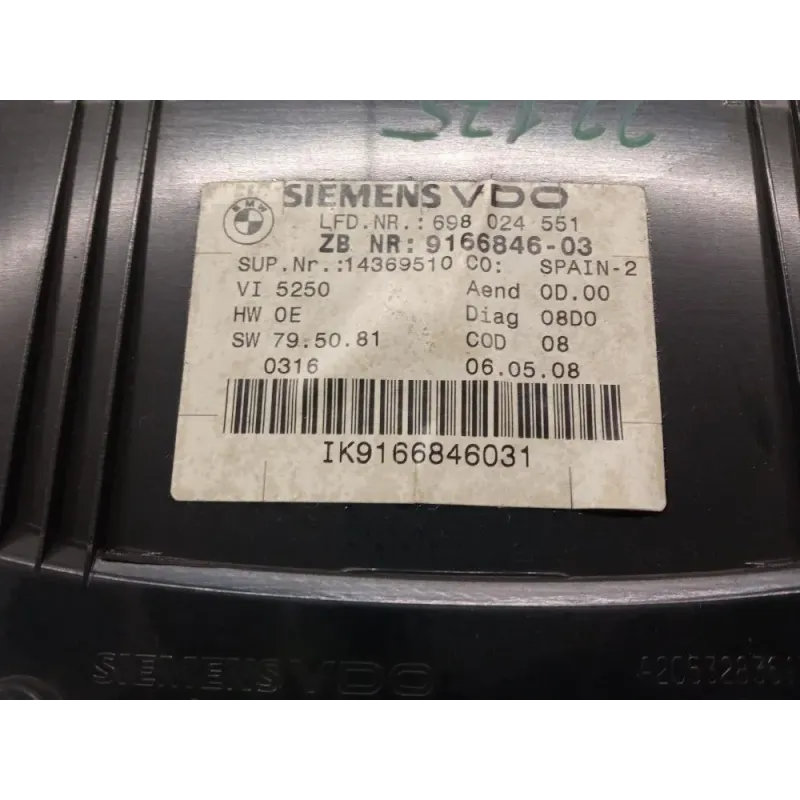 SIEMENS VDO
BMW
LFD.NR.: 698 024 551
ZB NR: 9166846-03
SUP.Nr.:14369510 CO: SPAIN-2
VI 5250 Aend 0D.00
HW 0E Diag 08D0
SW 79.50.81 COD 08
0316 06.05.08
IK9166846031
SIEMENS VDO